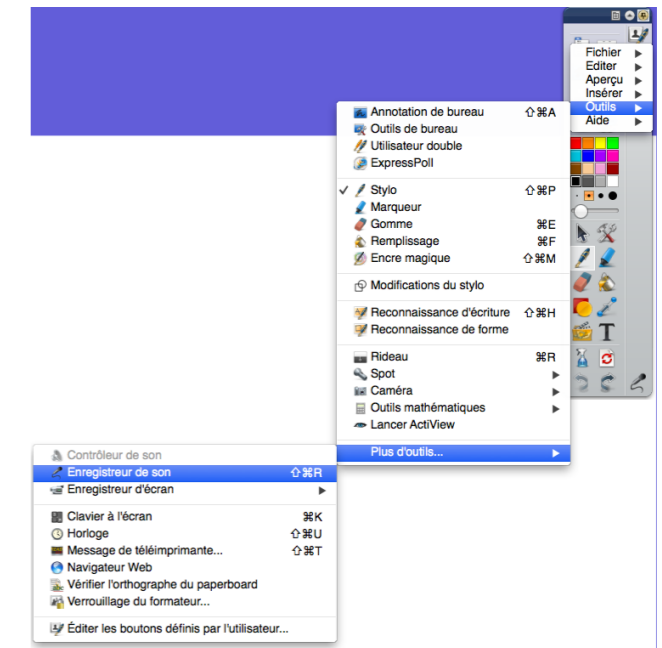 Fichier
Editer
Aperçu
Insérer
Outils
Aide
Annotation de bureau ⇧⌘A
Outils de bureau
Utilisateur double
ExpressPoll
✓ Stylo ⇧⌘P
Marqueur
Gomme ⌘E
Remplissage ⌘F
Encre magique ⇧⌘M
Modifications du stylo
Reconnaissance d'écriture ⇧⌘H
Reconnaissance de forme
Rideau ⌘R
Spot
Caméra
Outils mathématiques
Lancer ActiView
Plus d'outils...
Contrôleur de son
Enregistreur de son ⇧⌘R
Enregistreur d'écran
Clavier à l'écran ⌘K
Horloge ⇧⌘U
Message de téléimprimante... ⇧⌘T
Navigateur Web
Vérifier l'orthographe du paperboard
Verrouillage du formateur...
Éditer les boutons définis par l'utilisateur...
T